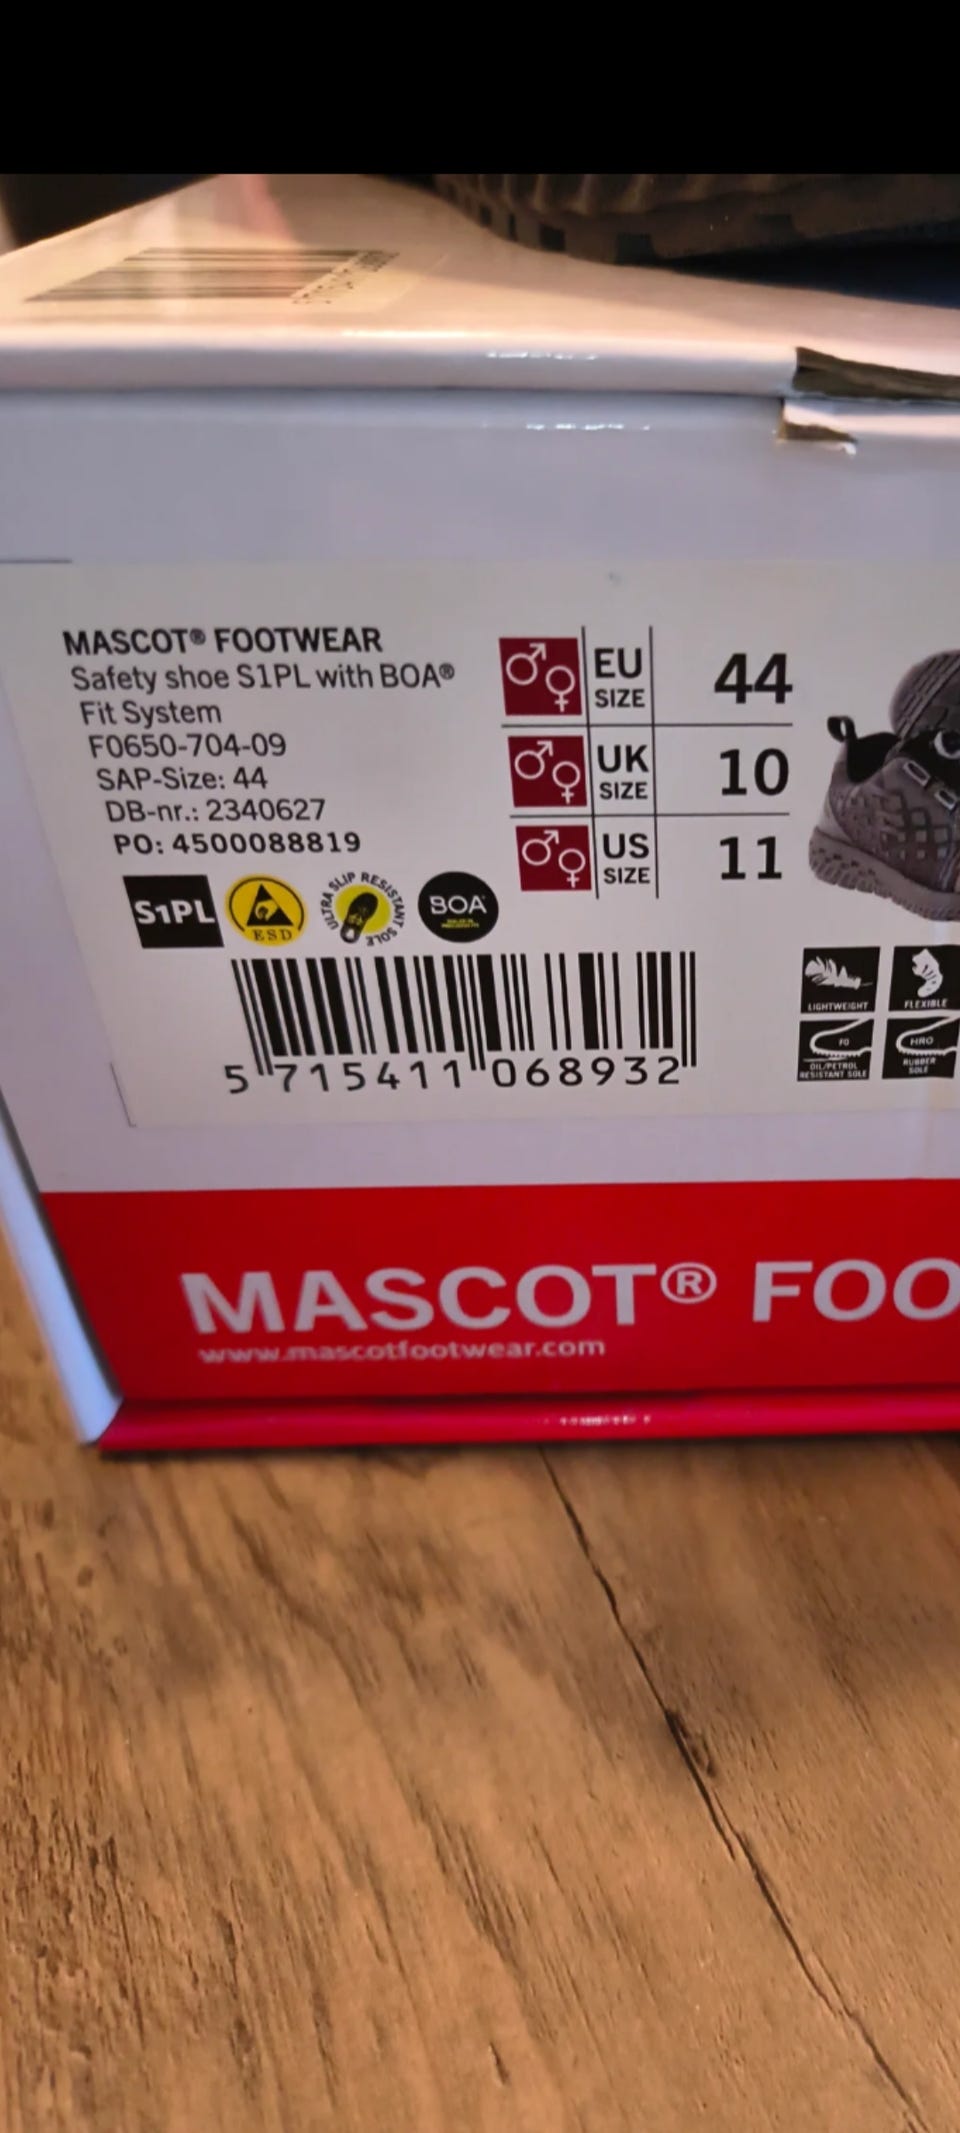 MASCOT® FOOTWEAR
Safety shoe S1PL with BOA®
Fit System
F0650-704-09
SAP-Size: 44
DB-nr.: 2340627
PO: 4500088819
EU SIZE 44
UK SIZE 10
US SIZE 11
S1PL
ESD
ULTRA SLIP RESISTANT SOLE
BOA
5 715411 068932
LIGHTWEIGHT
FLEXIBLE
FO
OIL/PETROL
RESISTANT SOLE
HRO
RUBBER
SOLE
MASCOT® FOO
www.mascotfootwear.com